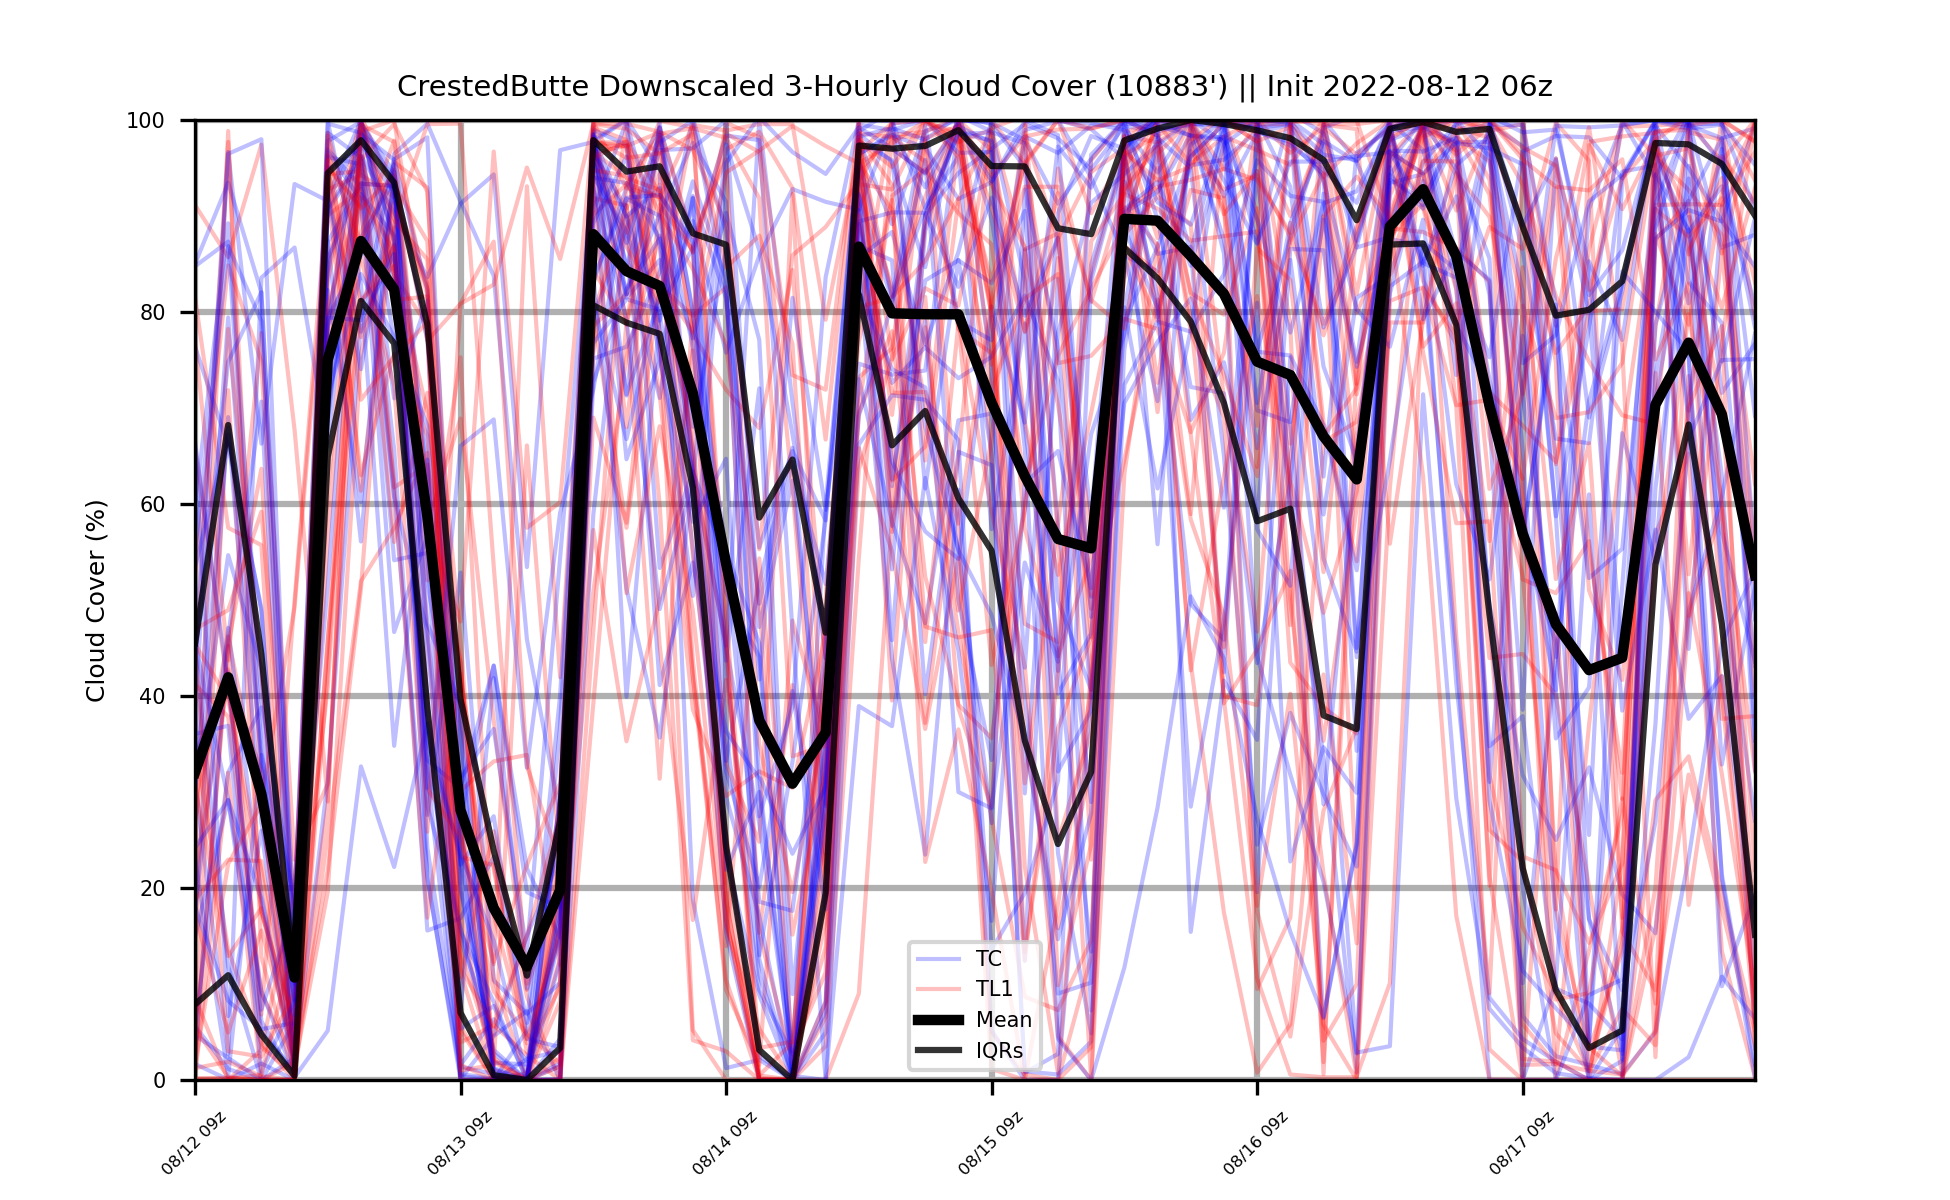 CrestedButte Downscaled 3-Hourly Cloud Cover (10883') || Init 2022-08-12 06z
Cloud Cover (%)
100
80
60
40
20
0
TC
TL1
Mean
IQRs
08/12 09z
08/13 09z
08/14 09z
08/15 09z
08/16 09z
08/17 09z